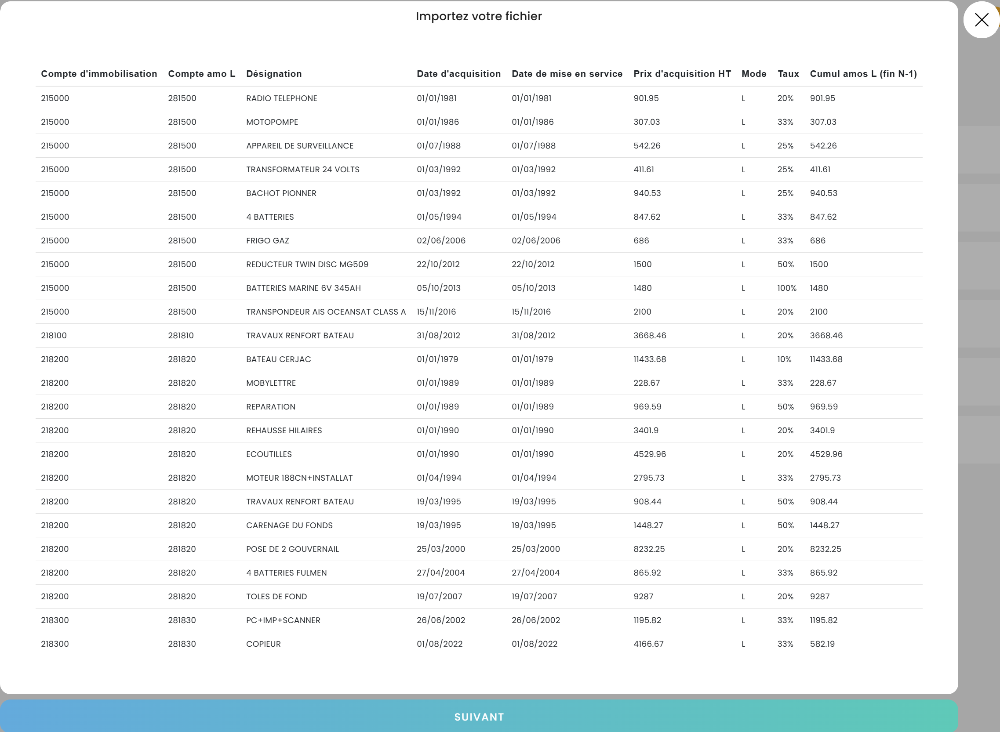 Importez votre fichier
Compte d'immobilisation Compte amo L Désignation Date d'acquisition Date de mise en service Prix d'acquisition HT Mode Taux Cumul amos L (fin N-1)
215000 281500 RADIO TELEPHONE 01/01/1981 01/01/1981 901.95 L 20% 901.95
215000 281500 MOTOPOMPE 01/01/1986 01/01/1986 307.03 L 33% 307.03
215000 281500 APPAREIL DE SURVEILLANCE 01/07/1988 01/07/1988 542.26 L 25% 542.26
215000 281500 TRANSFORMATEUR 24 VOLTS 01/03/1992 01/03/1992 411.61 L 25% 411.61
215000 281500 BACHOT PIONNER 01/03/1992 01/03/1992 940.53 L 25% 940.53
215000 281500 4 BATTERIES 01/05/1994 01/05/1994 847.62 L 33% 847.62
215000 281500 FRIGO GAZ 02/06/2006 02/06/2006 686 L 33% 686
215000 281500 REDUCTEUR TWIN DISC MG509 22/10/2012 22/10/2012 1500 L 50% 1500
215000 281500 BATTERIES MARINE 6V 345AH 05/10/2013 05/10/2013 1480 L 100% 1480
215000 281500 TRANSPONDEUR AIS OCEANSAT CLASS A 15/11/2016 15/11/2016 2100 L 20% 2100
218100 281810 TRAVAUX RENFORT BATEAU 31/08/2012 31/08/2012 3668.46 L 20% 3668.46
218200 281820 BATEAU CERJAC 01/01/1979 01/01/1979 11433.68 L 10% 11433.68
218200 281820 MOBYLETTRE 01/01/1989 01/01/1989 228.67 L 33% 228.67
218200 281820 REPARATION 01/01/1989 01/01/1989 969.59 L 50% 969.59
218200 281820 REHAUSSE HILAIRES 01/01/1990 01/01/1990 3401.9 L 20% 3401.9
218200 281820 ECOUTILLES 01/01/1990 01/01/1990 4529.96 L 20% 4529.96
218200 281820 MOTEUR 188CN+INSTALLAT 01/04/1994 01/04/1994 2795.73 L 33% 2795.73
218200 281820 TRAVAUX RENFORT BATEAU 19/03/1995 19/03/1995 908.44 L 50% 908.44
218200 281820 CARENAGE DU FONDS 19/03/1995 19/03/1995 1448.27 L 50% 1448.27
218200 281820 POSE DE 2 GOUVERNAIL 25/03/2000 25/03/2000 8232.25 L 20% 8232.25
218200 281820 4 BATTERIES FULMEN 27/04/2004 27/04/2004 865.92 L 33% 865.92
218200 281820 TOLES DE FOND 19/07/2007 19/07/2007 9287 L 20% 9287
218300 281830 PC+IMP+SCANNER 26/06/2002 26/06/2002 1195.82 L 33% 1195.82
218300 281830 COPIEUR 01/08/2022 01/08/2022 4166.67 L 33% 582.19
SUIVANT